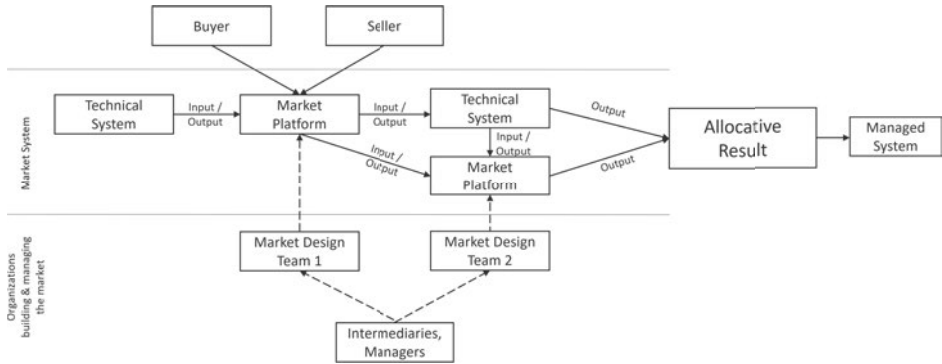 Buyer
Seller
Market System
Technical
System
Input /
Output
Market
Platform
Input /
Output
Technical
System
Output
Input /
Output
Input /
Output
Market
Platform
Output
Allocative
Result
Managed
System
Organizations
building & managing
the market
Market Design
Team 1
Market Design
Team 2
Intermediaries,
Managers